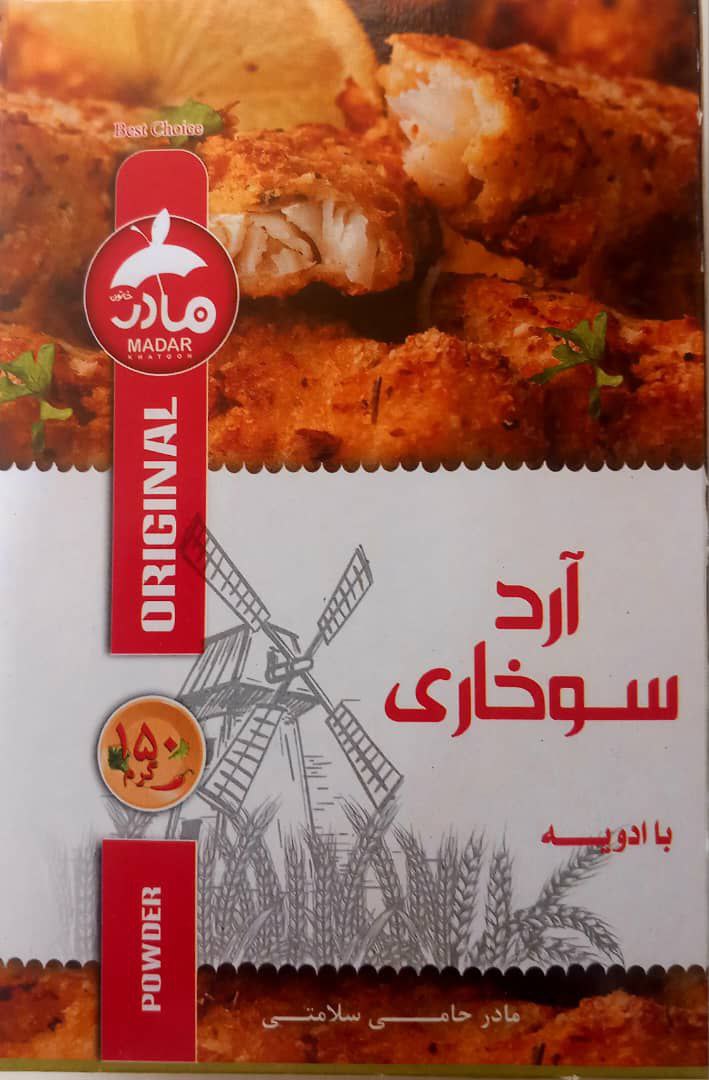 Best Choice
خاتون
مادر
MADAR
KHATOON
ORIGINAL
آرد
سوخاری
۱۵۰
گرم
با ادویه
POWDER
مادر حامی سلامتی